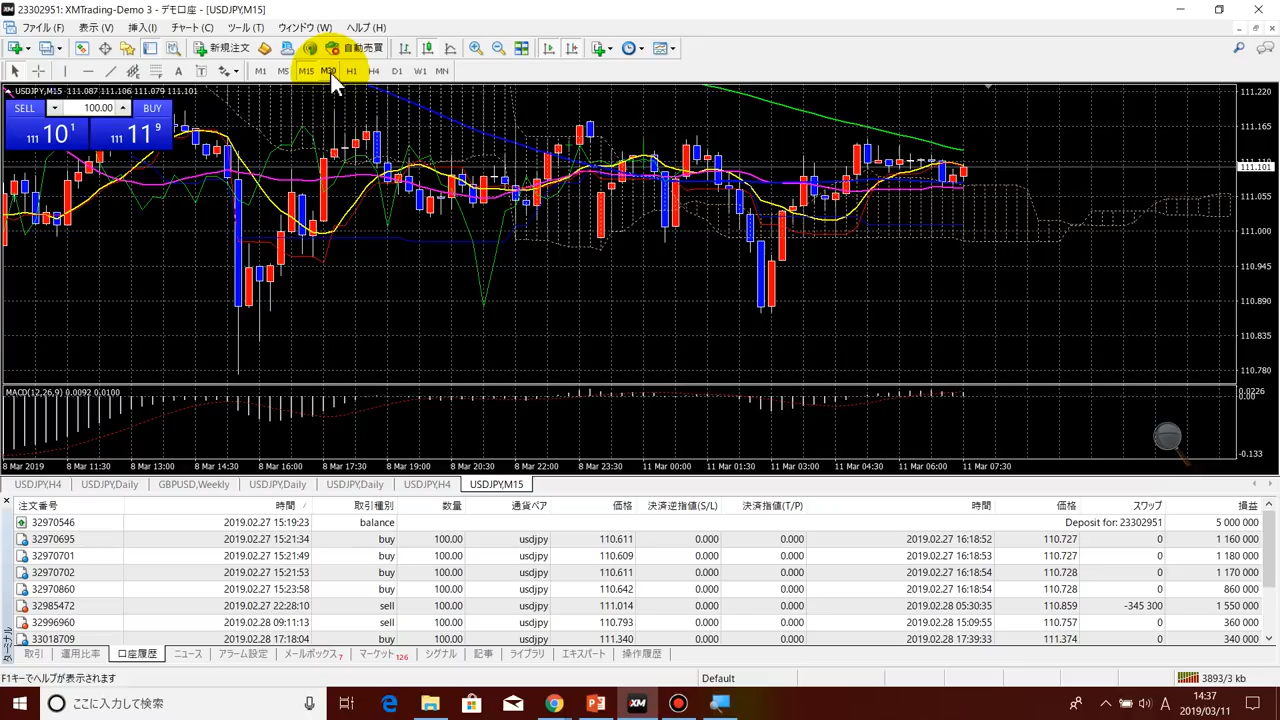 23302951: XMTrading-Demo 3 - デモ口座 - [USDJPY,M15]
ファイル (F) 表示 (V) 挿入(I) チャート (C) ツール (T) ウィンドウ (W) ヘルプ (H)
新規注文 自動売買
A T M1 M5 M15 M30 H1 H4 D1 W1 MN
USDJPY,M15 111.087 111.106 111.079 111.101
SELL 100.00 BUY
111 10 1 111 11 9
111.220
111.165
111.110
111.101
111.055
111.000
110.945
110.890
110.835
110.780
MACD(12,26,9) 0.0092 0.0100
0.0226
0.00
-0.133
8 Mar 2019 8 Mar 11:30 8 Mar 13:00 8 Mar 14:30 8 Mar 16:00 8 Mar 17:30 8 Mar 19:00 8 Mar 20:30 8 Mar 22:00 8 Mar 23:30 11 Mar 00:00 11 Mar 01:30 11 Mar 03:00 11 Mar 04:30 11 Mar 06:00 11 Mar 07:30
USDJPY,H4 USDJPY,Daily GBPUSD,Weekly USDJPY,Daily USDJPY,Daily USDJPY,H4 USDJPY,M15
注文番号 時間 取引種別 数量 通貨ペア 価格 決済逆指値(S/L) 決済指値(T/P) 時間 価格 スワップ 損益
32970546 2019.02.27 15:19:23 balance Deposit for: 23302951 5 000 000
32970695 2019.02.27 15:21:34 buy 100.00 usdjpy 110.611 0.000 0.000 2019.02.27 16:18:52 110.727 0 1 160 000
32970701 2019.02.27 15:21:49 buy 100.00 usdjpy 110.609 0.000 0.000 2019.02.27 16:18:53 110.727 0 1 180 000
32970702 2019.02.27 15:21:53 buy 100.00 usdjpy 110.611 0.000 0.000 2019.02.27 16:18:54 110.728 0 1 170 000
32970860 2019.02.27 15:23:58 buy 100.00 usdjpy 110.642 0.000 0.000 2019.02.27 16:18:54 110.728 0 860 000
32985472 2019.02.27 22:28:10 sell 100.00 usdjpy 111.014 0.000 0.000 2019.02.28 05:30:35 110.859 -345 300 1 550 000
32996960 2019.02.28 09:11:13 sell 100.00 usdjpy 110.793 0.000 0.000 2019.02.28 15:09:55 110.757 0 360 000
33018709 2019.02.28 17:18:04 buy 100.00 usdjpy 111.340 0.000 0.000 2019.02.28 17:39:33 111.374 0 340 000
ターミナル
取引 運用比率 口座履歴 ニュース アラーム設定 メールボックス 7 マーケット 126 シグナル 記事 ライブラリ エキスパート 操作履歴
F1キーでヘルプが表示されます Default 3893/3 kb
ここに入力して検索 XM A 14:37
2019/03/11